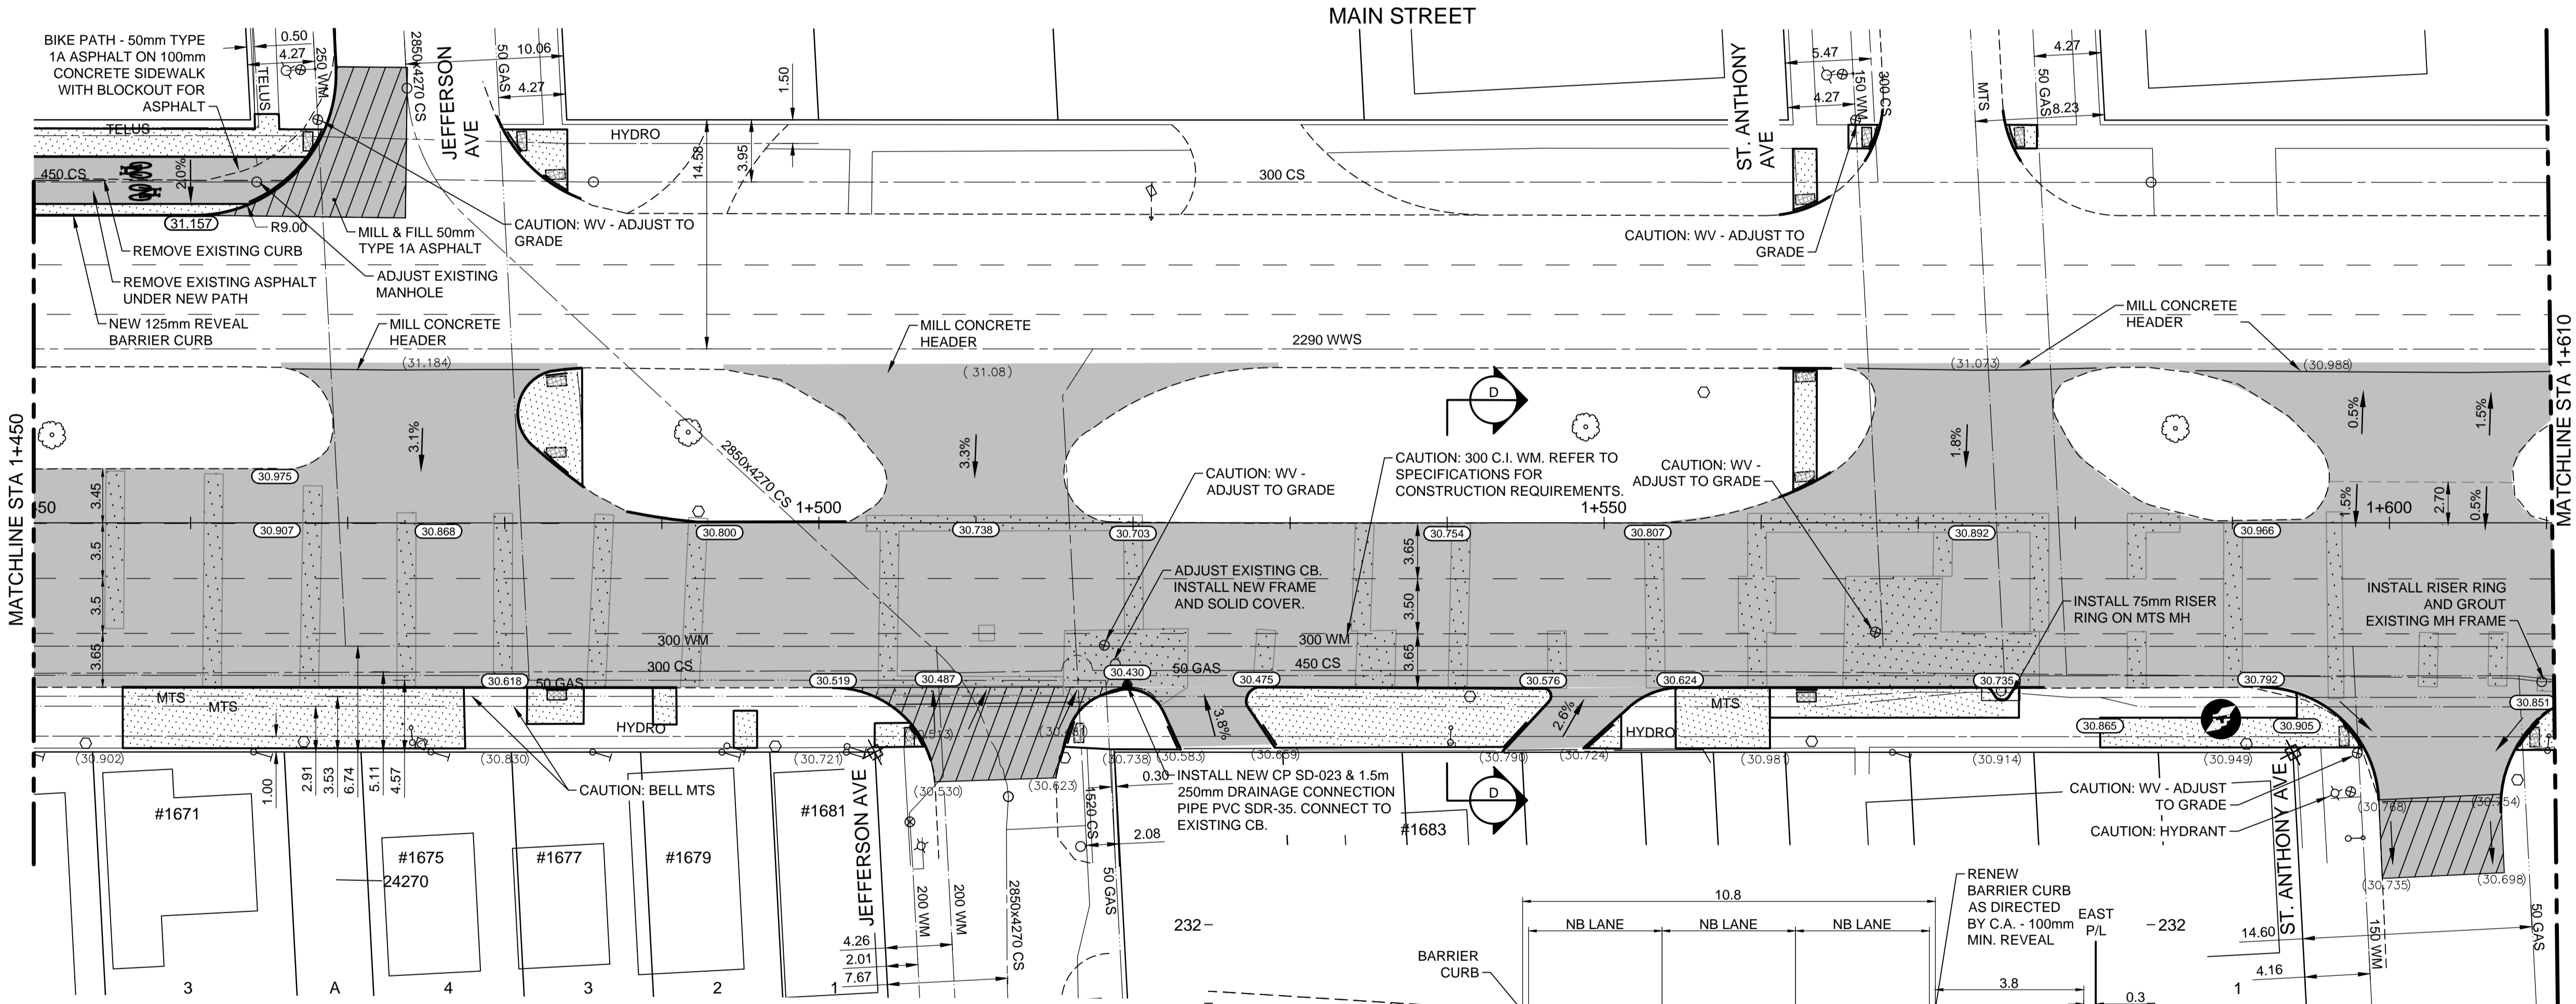 MAIN STREET
BIKE PATH - 50mm TYPE
1A ASPHALT ON 100mm
CONCRETE SIDEWALK
WITH BLOCKOUT FOR
ASPHALT
0.50
4.27
TELUS
250 WM
2850x4270 CS
JEFFERSON
AVE
50 GAS
10.06
4.27
1.50
HYDRO
14.58
3.95
TELUS
450 CS
2.0%
31.157
R9.00
300 CS
ST. ANTHONY
AVE
5.47
4.27
150 WM
300 CS
MTS
50 GAS
4.27
8.23
REMOVE EXISTING CURB
REMOVE EXISTING ASPHALT
UNDER NEW PATH
NEW 125mm REVEAL
BARRIER CURB
MILL & FILL 50mm
TYPE 1A ASPHALT
ADJUST EXISTING
MANHOLE
CAUTION: WV - ADJUST TO
GRADE
CAUTION: WV - ADJUST TO
GRADE
MILL CONCRETE
HEADER
MILL CONCRETE
HEADER
MILL CONCRETE
HEADER
2290 WWS
(31.184)
(31.08)
(31.073)
(30.988)
MATCHLINE STA 1+450
MATCHLINE STA 1+610
3.1%
3.3%
1.8%
0.5%
1.5%
1.5%
2.70
0.5%
D
2850x4270 CS
CAUTION: WV -
ADJUST TO GRADE
CAUTION: 300 C.I. WM. REFER TO
SPECIFICATIONS FOR
CONSTRUCTION REQUIREMENTS.
CAUTION: WV -
ADJUST TO GRADE
30.975
3.45
50
1+500
1+550
1+600
30.907
30.868
30.800
30.738
30.703
30.754
30.807
30.892
30.966
3.5
3.5
3.65
3.65
3.50
3.65
ADJUST EXISTING CB.
INSTALL NEW FRAME
AND SOLID COVER.
INSTALL 75mm RISER
RING ON MTS MH
INSTALL RISER RING
AND GROUT
EXISTING MH FRAME
300 WM
300 WM
300 CS
50 GAS
450 CS
50 GAS
30.618
30.519
30.487
30.430
30.475
30.576
30.624
30.735
30.792
30.851
MTS
MTS
HYDRO
3.8%
2.6%
HYDRO
MTS
30.865
30.905
(30.902)
(30.830)
(30.721)
(30.513)
(30.738)
(30.583)
(30.659)
(30.790)
(30.724)
(30.981)
(30.914)
(30.949)
(30.530)
(30.623)
(30.768)
(30.754)
(30.735)
(30.698)
1.00
2.91
3.53
6.74
5.11
4.57
CAUTION: BELL MTS
0.30
INSTALL NEW CP SD-023 & 1.5m
250mm DRAINAGE CONNECTION
PIPE PVC SDR-35. CONNECT TO
EXISTING CB.
D
CAUTION: WV - ADJUST
TO GRADE
CAUTION: HYDRANT
#1671
#1675
#1677
#1679
#1681
#1683
24270
JEFFERSON AVE
ST. ANTHONY AVE
200 WM
200 WM
2850x4270 CS
1520 CS
50 GAS
2.08
4.26
2.01
7.67
3
A
4
3
2
1
232
10.8
NB LANE
NB LANE
NB LANE
BARRIER
CURB
RENEW
BARRIER CURB
AS DIRECTED
BY C.A. - 100mm
MIN. REVEAL
EAST
P/L
232
3.8
0.3
14.60
4.16
1
150 WM
50 GAS